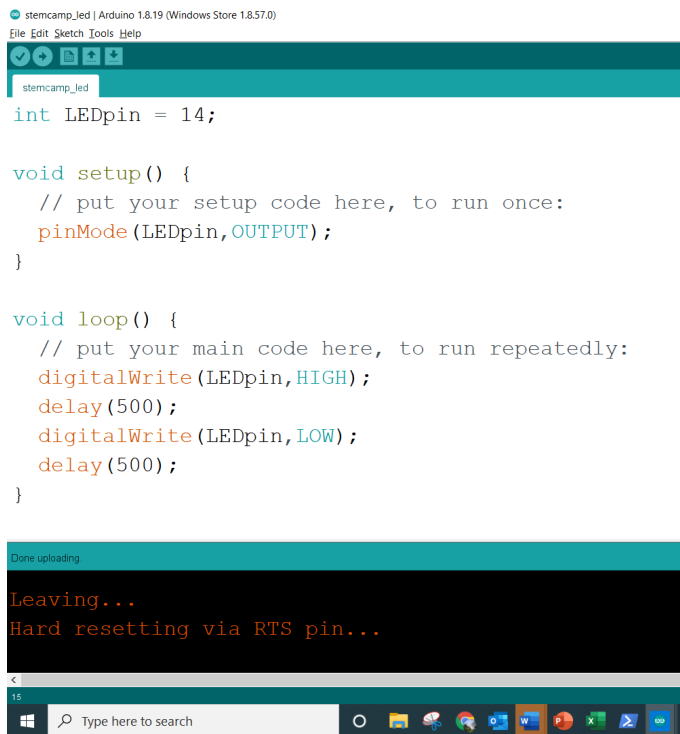 stemcamp_led | Arduino 1.8.19 (Windows Store 1.8.57.0)
File Edit Sketch Tools Help
stemcamp_led
int LEDpin = 14;
void setup() {
// put your setup code here, to run once:
pinMode(LEDpin,OUTPUT);
}
void loop() {
// put your main code here, to run repeatedly:
digitalWrite(LEDpin,HIGH);
delay(500);
digitalWrite(LEDpin,LOW);
delay(500);
}
Done uploading.
Leaving...
Hard resetting via RTS pin...
15
Type here to search